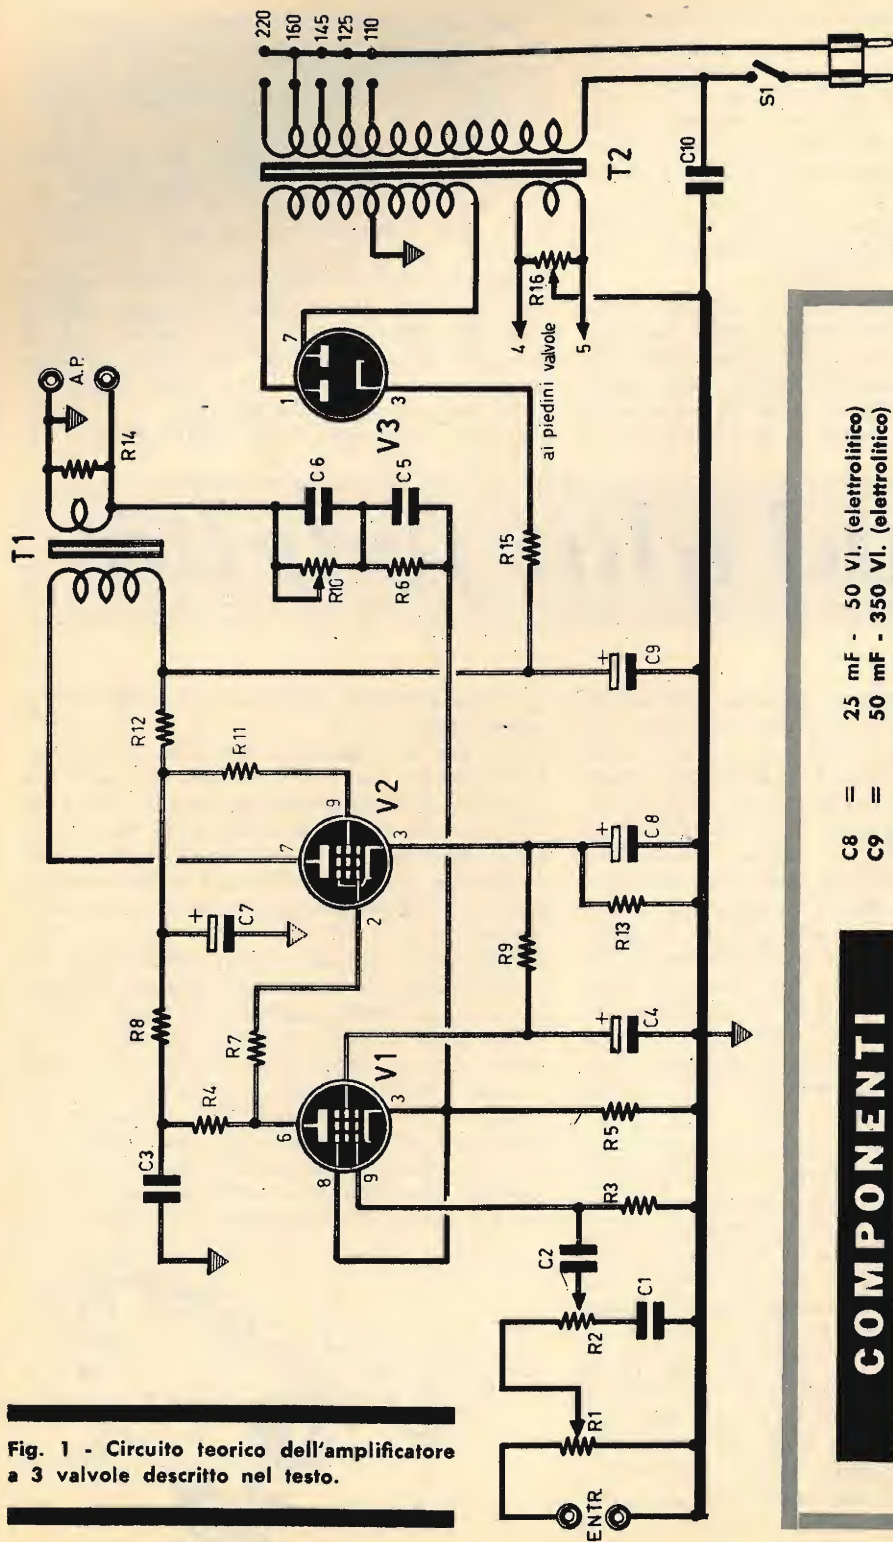 220
160
145
125
110
S1
C10
T2
R16
4
5
ai piedini valvole
7
1
3
V3
A.P.
R14
T1
C6
C5
R10
R6
R15
C9
R12
R11
9
V2
7
3
2
C7
+
R8
R7
R9
C8
+
R13
C4
+
R4
V1
6
8
9
3
C3
R5
R3
C2
R2
C1
R1
ENTR.
+
Fig. 1 - Circuito teorico dell'amplificatore
a 3 valvole descritto nel testo.
COMPONENTI
C8 = 25 mF - 50 Vl. (elettrolitico)
C9 = 50 mF - 350 Vl. (elettrolitico)